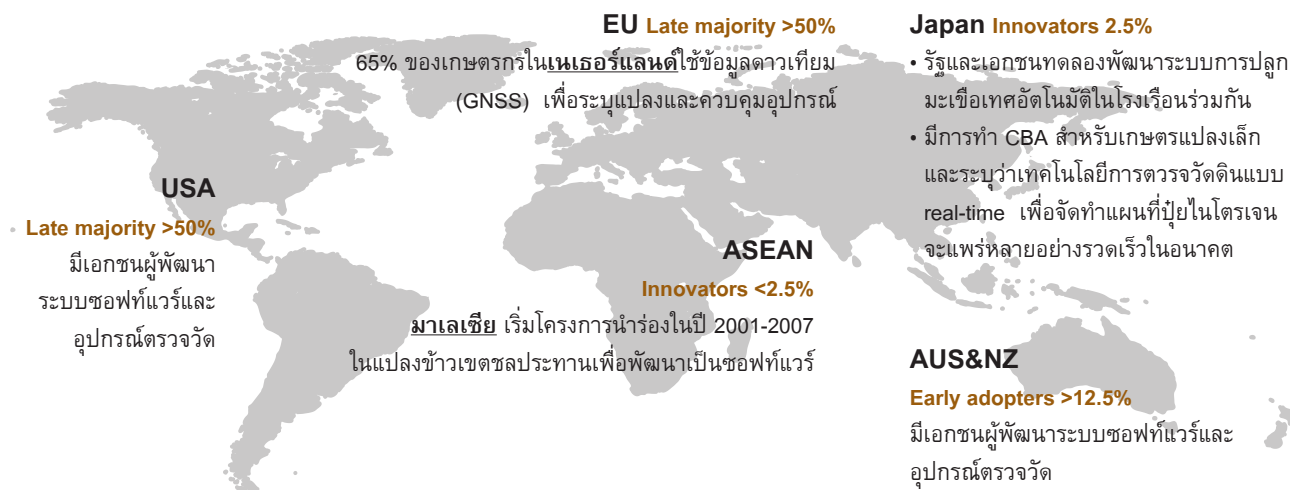 EU Late majority >50%
65% ของเกษตรกรในเนเธอร์แลนด์ใช้ข้อมูลดาวเทียม
(GNSS) เพื่อระบุแปลงและควบคุมอุปกรณ์
Japan Innovators 2.5%
• รัฐและเอกชนทดลองพัฒนาระบบการปลูก
มะเขือเทศอัตโนมัติในโรงเรือนร่วมกัน
• มีการทำ CBA สำหรับเกษตรแปลงเล็ก
และระบุว่าเทคโนโลยีการตวรจวัดดินแบบ
real-time เพื่อจัดทำแผนที่ปุ๋ยไนโตรเจน
จะแพร่หลายอย่างรวดเร็วในอนาคต
USA
Late majority >50%
มีเอกชนผู้พัฒนา
ระบบซอฟท์แวร์และ
อุปกรณ์ตรวจวัด
ASEAN
Innovators <2.5%
มาเลเซีย เริ่มโครงการนำร่องในปี 2001-2007
ในแปลงข้าวเขตชลประทานเพื่อพัฒนาเป็นซอฟท์แวร์
AUS&NZ
Early adopters >12.5%
มีเอกชนผู้พัฒนาระบบซอฟท์แวร์และ
อุปกรณ์ตรวจวัด